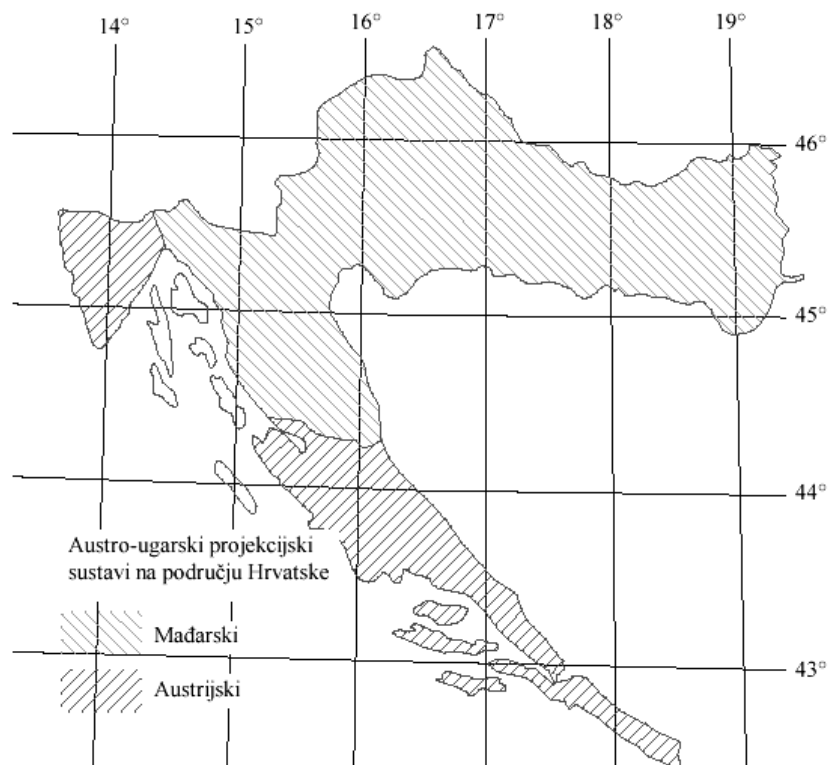 14° 15° 16° 17° 18° 19°
46°
45°
44°
Austro-ugarski projekcijski
sustavi na području Hrvatske
Mađarski
43°
Austrijski